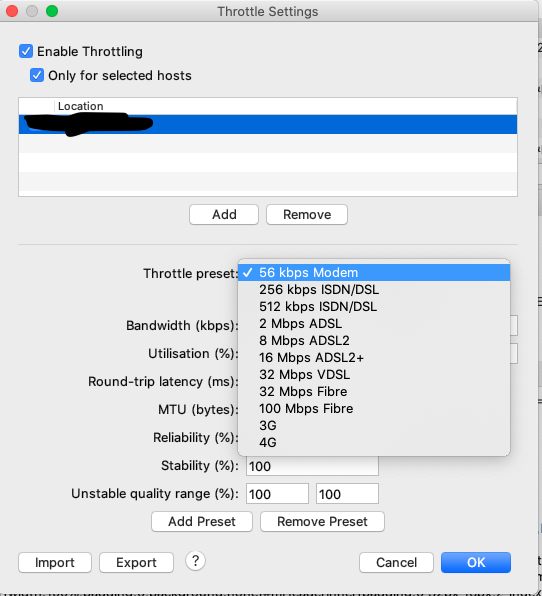 Throttle Settings
Enable Throttling
Only for selected hosts
Location
Add Remove
Throttle preset:
✓ 56 kbps Modem
256 kbps ISDN/DSL
512 kbps ISDN/DSL
2 Mbps ADSL
8 Mbps ADSL2
16 Mbps ADSL2+
32 Mbps VDSL
32 Mbps Fibre
100 Mbps Fibre
3G
4G
Bandwidth (kbps):
Utilisation (%):
Round-trip latency (ms):
MTU (bytes):
Reliability (%):
Stability (%): 100
Unstable quality range (%): 100 100
Add Preset Remove Preset
Import Export ? Cancel OK